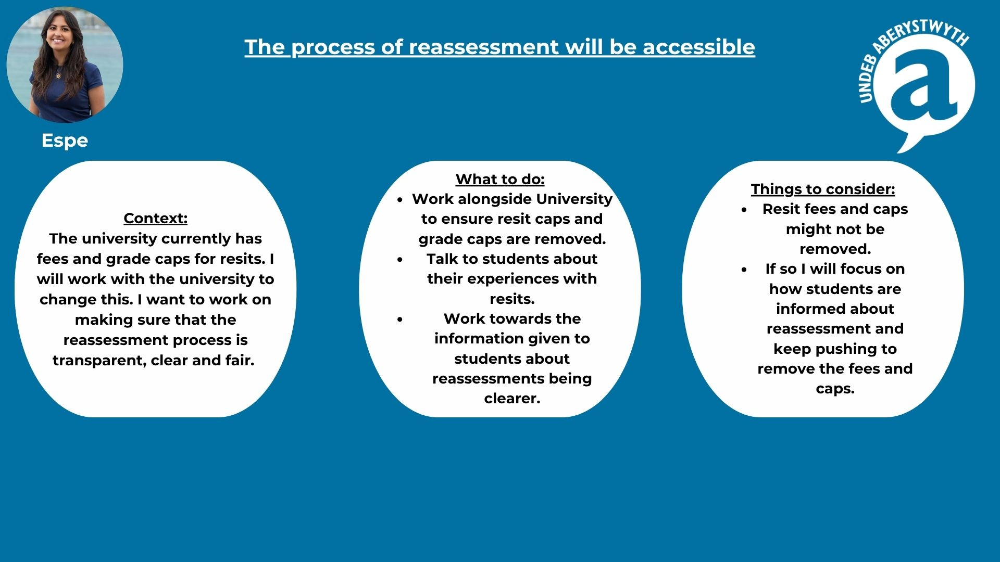 The process of reassessment will be accessible
UNDEB ABERYSTWYTH
a
Espe
Context:
The university currently has
fees and grade caps for resits. I
will work with the university to
change this. I want to work on
making sure that the
reassessment process is
transparent, clear and fair.
What to do:
• Work alongside University
to ensure resit caps and
grade caps are removed.
• Talk to students about
their experiences with
resits.
• Work towards the
information given to
students about
reassessments being
clearer.
Things to consider:
• Resit fees and caps
might not be
removed.
• If so I will focus on
how students are
informed about
reassessment and
keep pushing to
remove the fees and
caps.